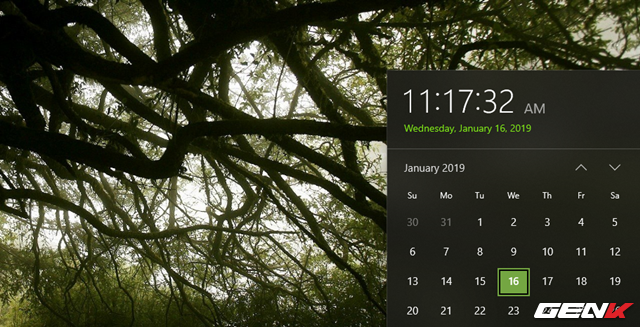 11:17:32 AM
Wednesday, January 16, 2019
January 2019
Su Mo Tu We Th Fr Sa
30 31 1 2 3 4 5
6 7 8 9 10 11 12
13 14 15 16 17 18 19
20 21 22 23
GENK